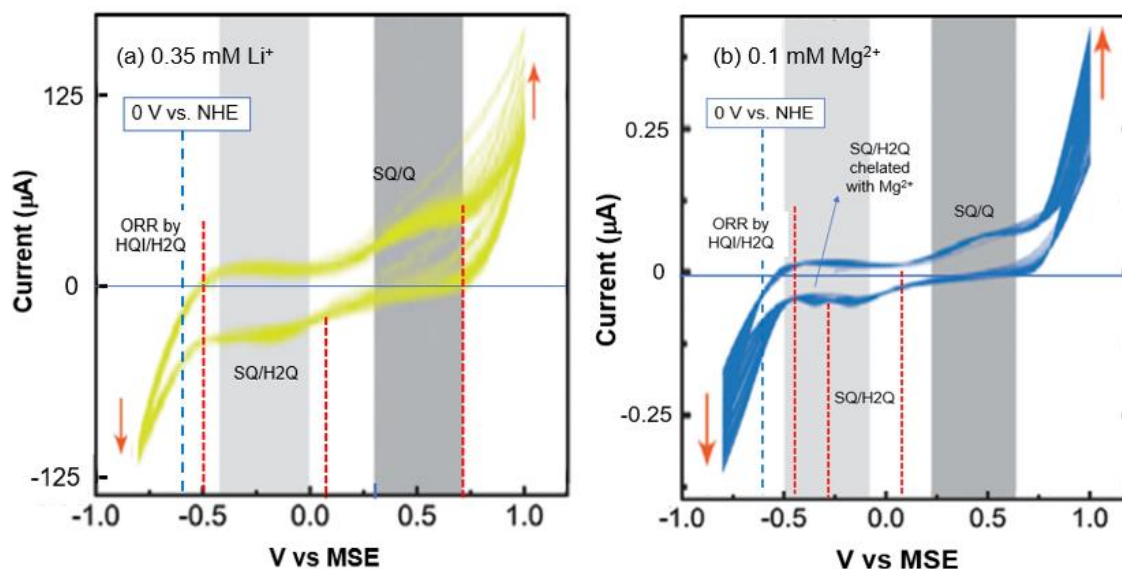 (a) 0.35 mM Li⁺
0 V vs. NHE
ORR by
HQI/H2Q
SQ/Q
SQ/H2Q
Current (µA)
125
0
-125
-1.0 -0.5 0.0 0.5 1.0
V vs MSE
(b) 0.1 mM Mg²⁺
0 V vs. NHE
SQ/H2Q
chelated
with Mg²⁺
ORR by
HQI/H2Q
SQ/Q
SQ/H2Q
Current (µA)
0.25
0
-0.25
-1.0 -0.5 0.0 0.5 1.0
V vs MSE